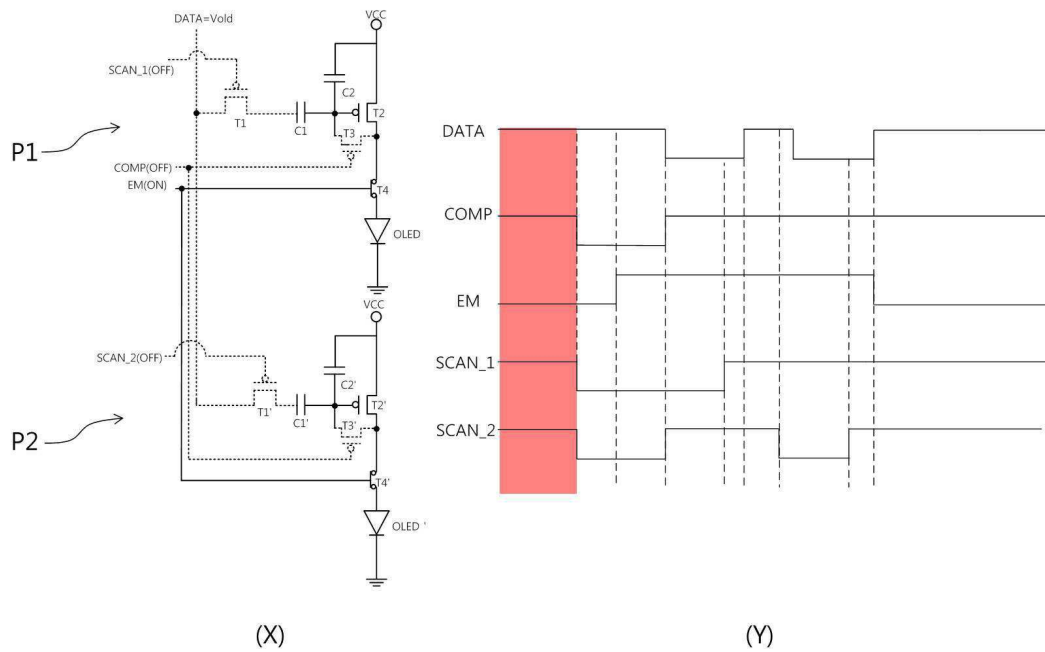 DATA=Vold
VCC
SCAN_1(OFF)
C2
T1
C1
T2
T3
P1
COMP(OFF)
EM(ON)
T4
OLED
VCC
SCAN_2(OFF)
C2'
T1'
C1'
T2'
T3'
P2
T4'
OLED '
(X)
DATA
COMP
EM
SCAN_1
SCAN_2
(Y)